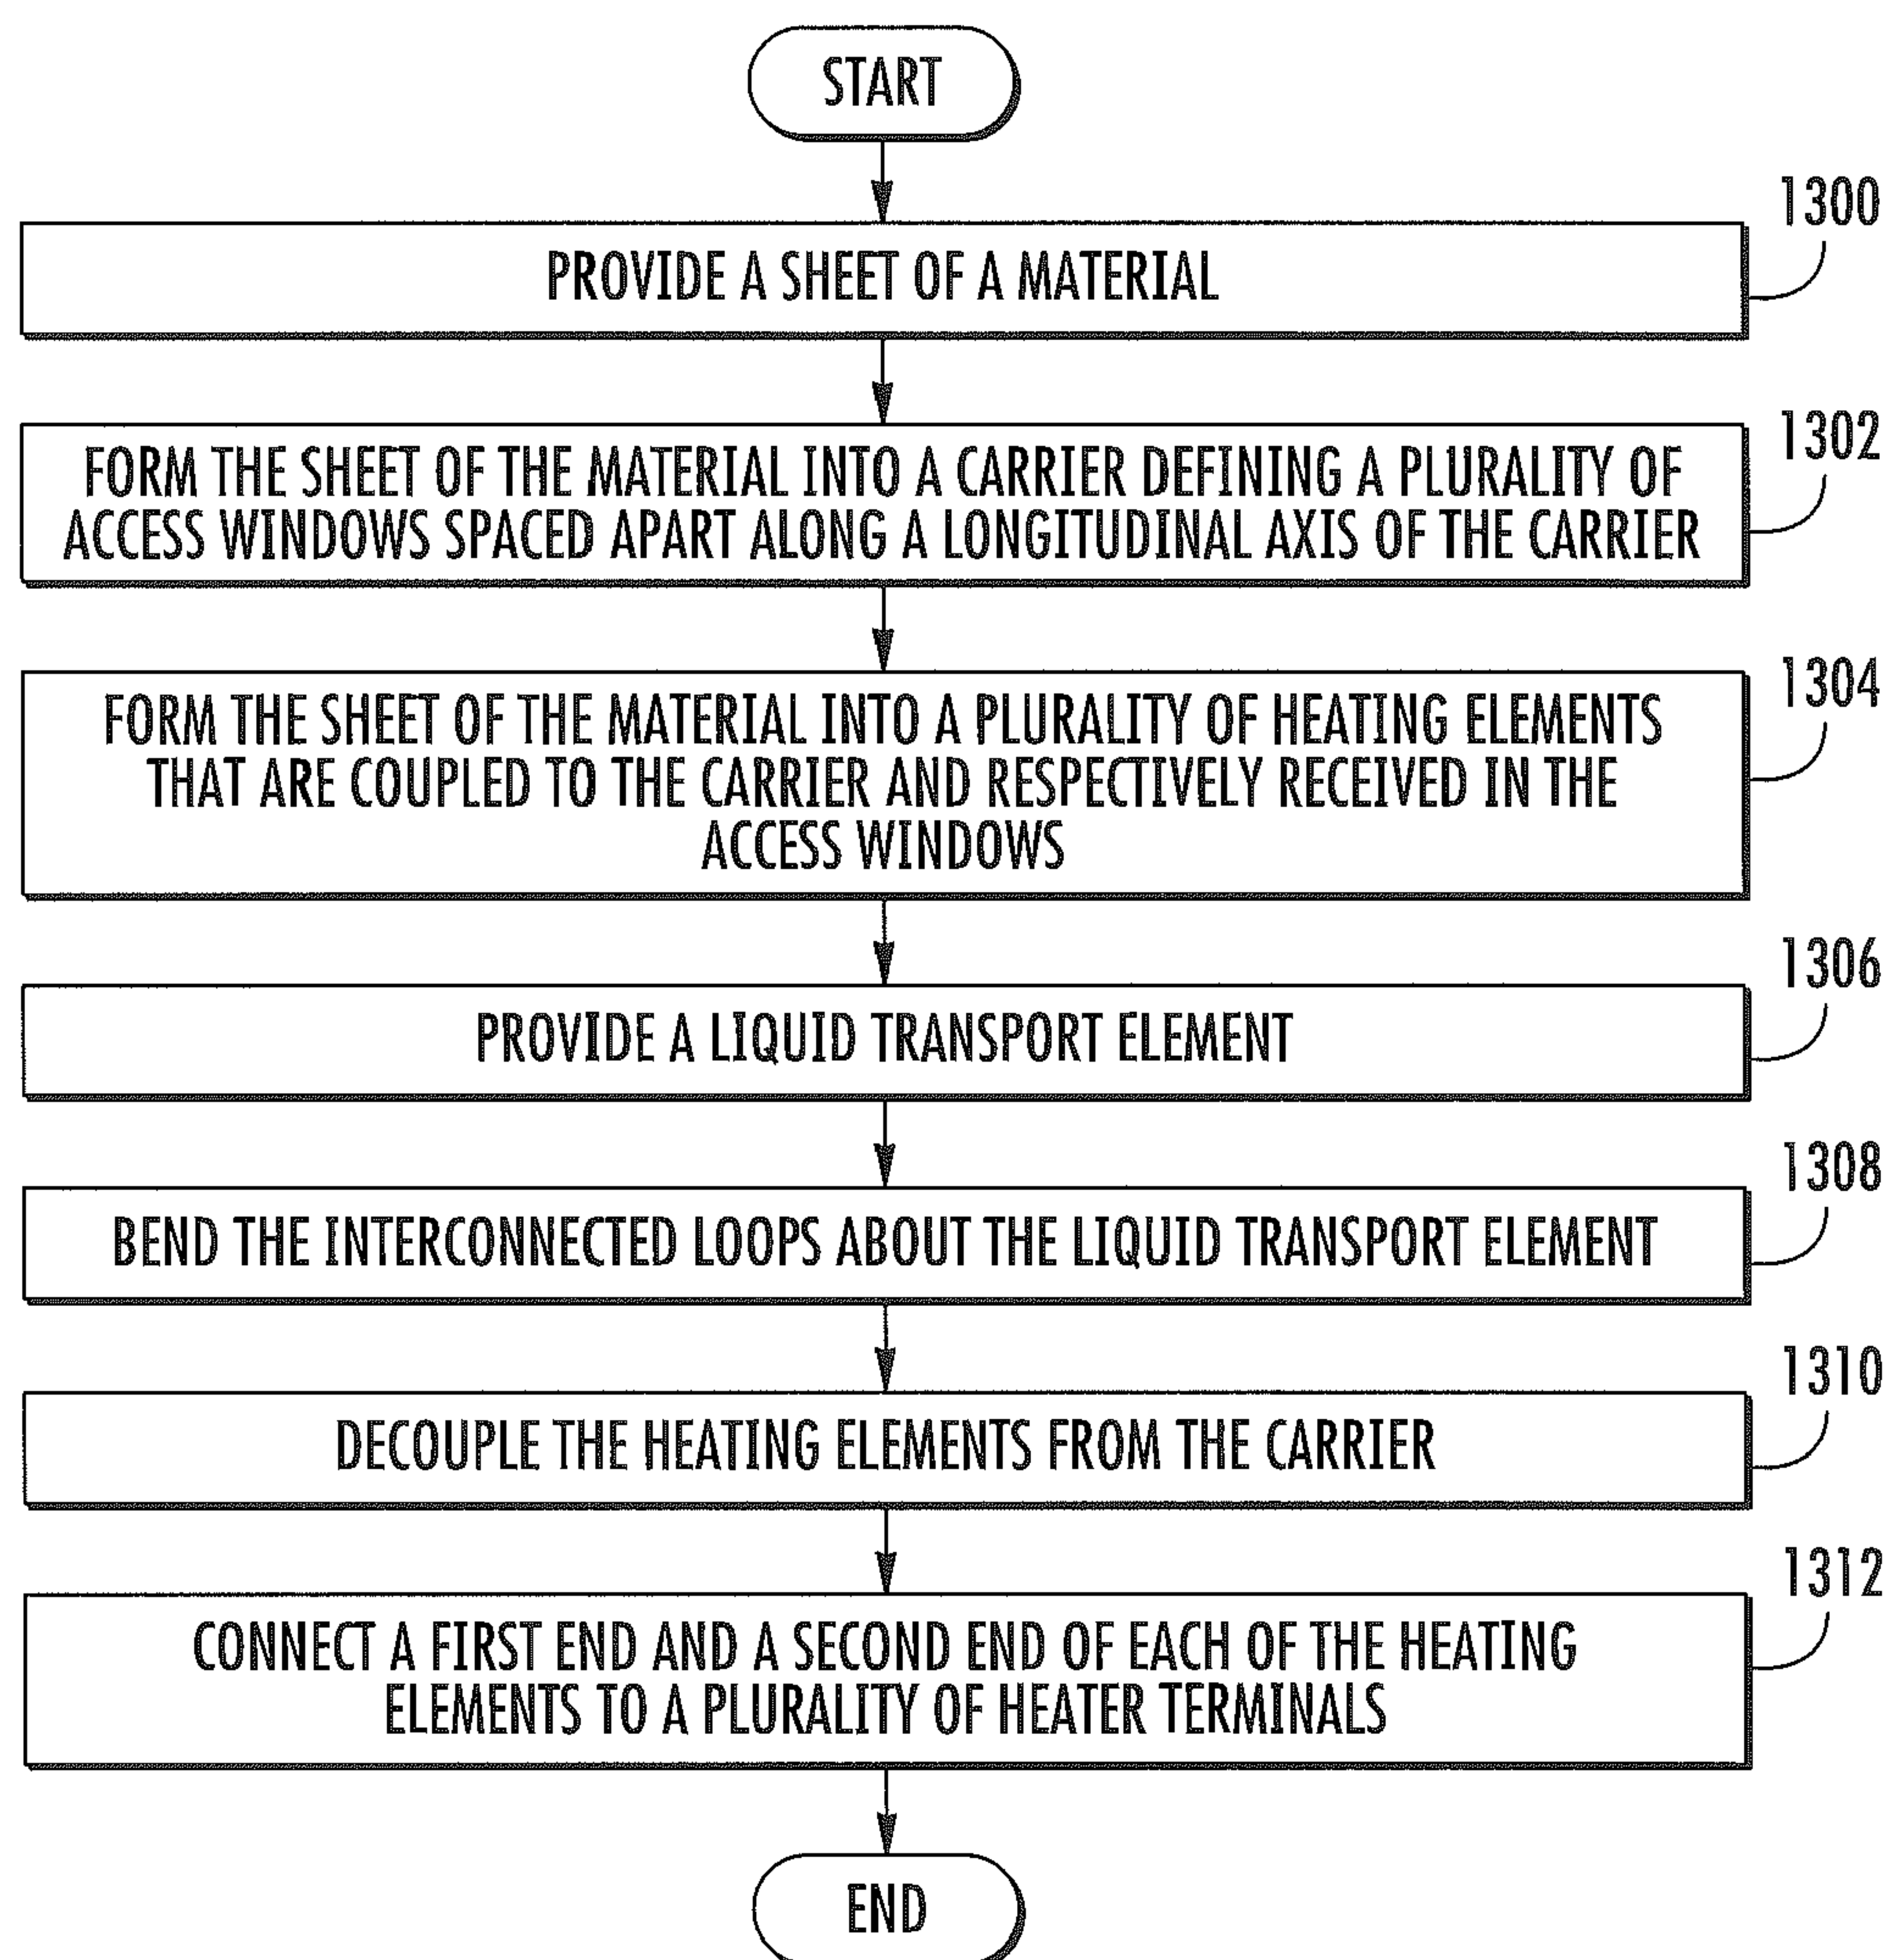 START
1300
PROVIDE A SHEET OF A MATERIAL
1302
FORM THE SHEET OF THE MATERIAL INTO A CARRIER DEFINING A PLURALITY OF
ACCESS WINDOWS SPACED APART ALONG A LONGITUDINAL AXIS OF THE CARRIER
1304
FORM THE SHEET OF THE MATERIAL INTO A PLURALITY OF HEATING ELEMENTS
THAT ARE COUPLED TO THE CARRIER AND RESPECTIVELY RECEIVED IN THE
ACCESS WINDOWS
1306
PROVIDE A LIQUID TRANSPORT ELEMENT
1308
BEND THE INTERCONNECTED LOOPS ABOUT THE LIQUID TRANSPORT ELEMENT
1310
DECOUPLE THE HEATING ELEMENTS FROM THE CARRIER
1312
CONNECT A FIRST END AND A SECOND END OF EACH OF THE HEATING
ELEMENTS TO A PLURALITY OF HEATER TERMINALS
END